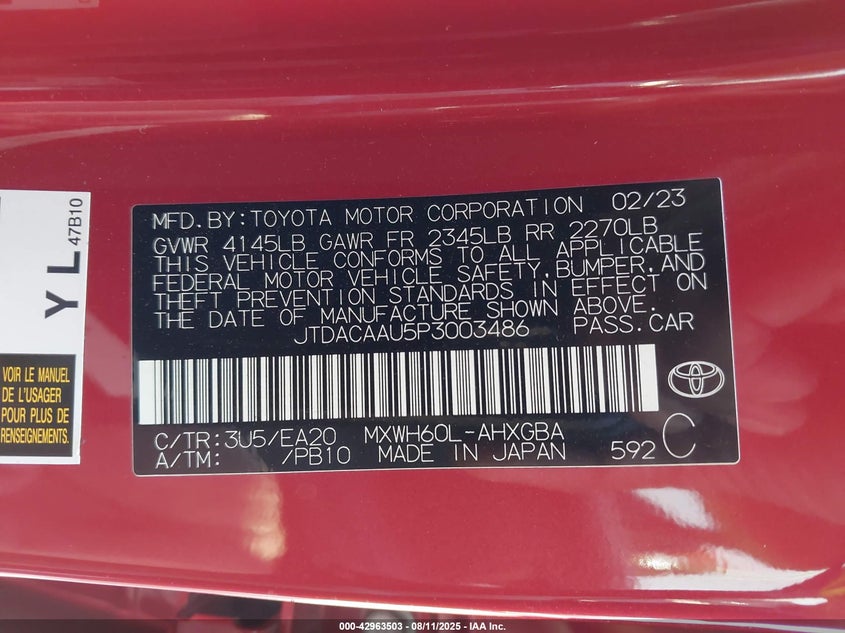 YL
47B10
VOIR LE MANUEL
DE L'USAGER
POUR PLUS DE
RENSEIGNEMENTS.
MFD.BY:TOYOTA MOTOR CORPORATION 02/23
GVWR 4145LB GAWR FR 2345LB RR 2270LB
THIS VEHICLE CONFORMS TO ALL APPLICABLE
FEDERAL MOTOR VEHICLE SAFETY,BUMPER,AND
THEFT PREVENTION STANDARDS IN EFFECT ON
THE DATE OF MANUFACTURE SHOWN ABOVE.
JTDACAAU5P3003486 PASS.CAR
C/TR:3U5/EA20 MXWH60L-AHXGBA
A/TM: /PB10 MADE IN JAPAN 592 C
000-42963503 - 08/11/2025 - IAA Inc.